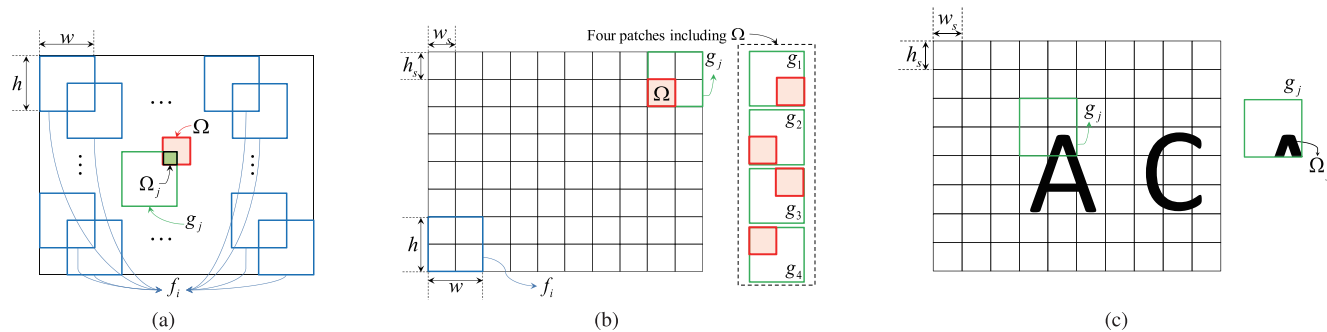 w
h
...
Ω
Ω_j
g_j
...
f_i
(a)
w_s
Four patches including Ω
h_s
g_j
Ω
h
w
f_i
g_1
g_2
g_3
g_4
(b)
w_s
h_s
g_j
A C
g_j
Ω
(c)